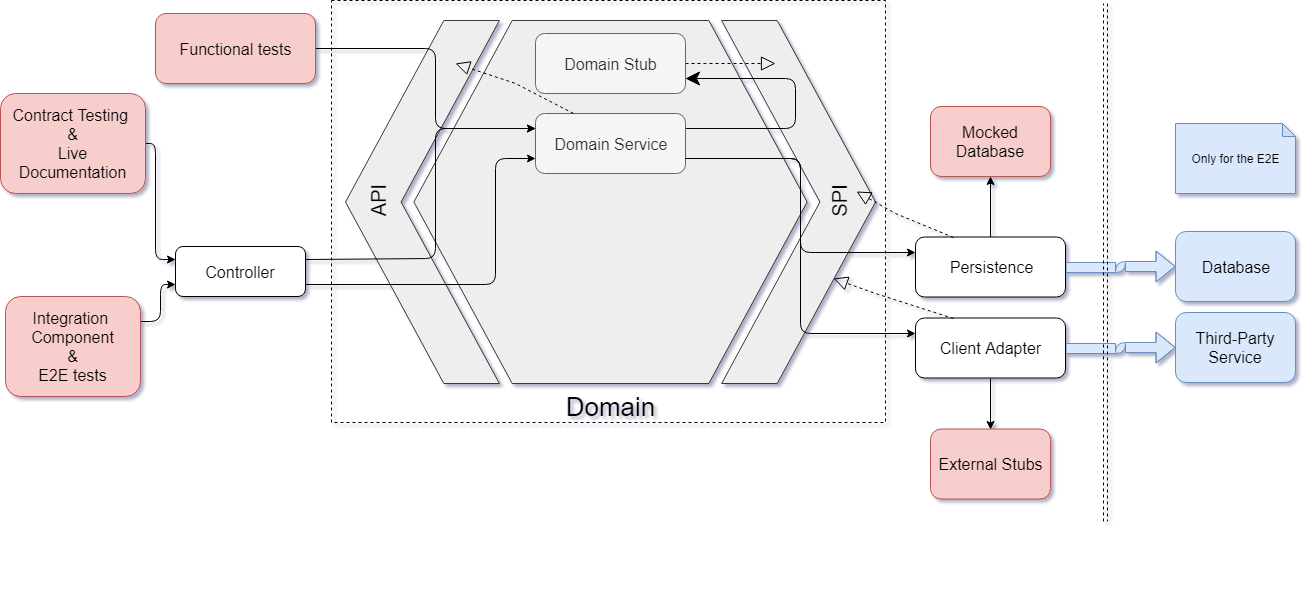 Functional tests
Contract Testing
&
Live
Documentation
Integration
Component
&
E2E tests
Controller
API
Domain Stub
Domain Service
SPI
Domain
Mocked
Database
Persistence
Client Adapter
External Stubs
Only for the E2E
Database
Third-Party
Service